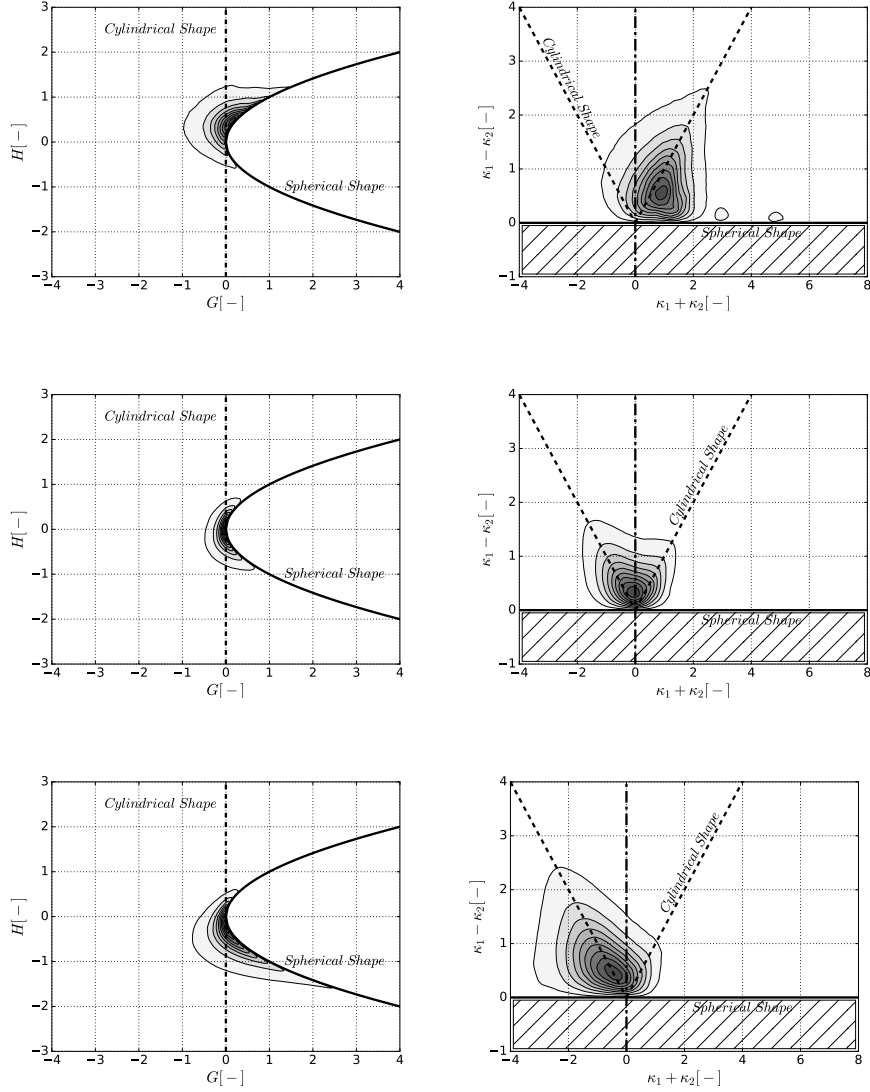 3
2
1
0
−1
−2
−3
H[−]
Cylindrical Shape
Spherical Shape
−4 −3 −2 −1 0 1 2 3 4
G[−]
4
3
2
1
0
−1
κ₁ − κ₂[−]
Cylindrical Shape
Spherical Shape
−4 −2 0 2 4 6 8
κ₁ + κ₂[−]
3
2
1
0
−1
−2
−3
H[−]
Cylindrical Shape
Spherical Shape
−4 −3 −2 −1 0 1 2 3 4
G[−]
4
3
2
1
0
−1
κ₁ − κ₂[−]
Cylindrical Shape
Spherical Shape
−4 −2 0 2 4 6 8
κ₁ + κ₂[−]
3
2
1
0
−1
−2
−3
H[−]
Cylindrical Shape
Spherical Shape
−4 −3 −2 −1 0 1 2 3 4
G[−]
4
3
2
1
0
−1
κ₁ − κ₂[−]
Cylindrical Shape
Spherical Shape
−4 −2 0 2 4 6 8
κ₁ + κ₂[−]